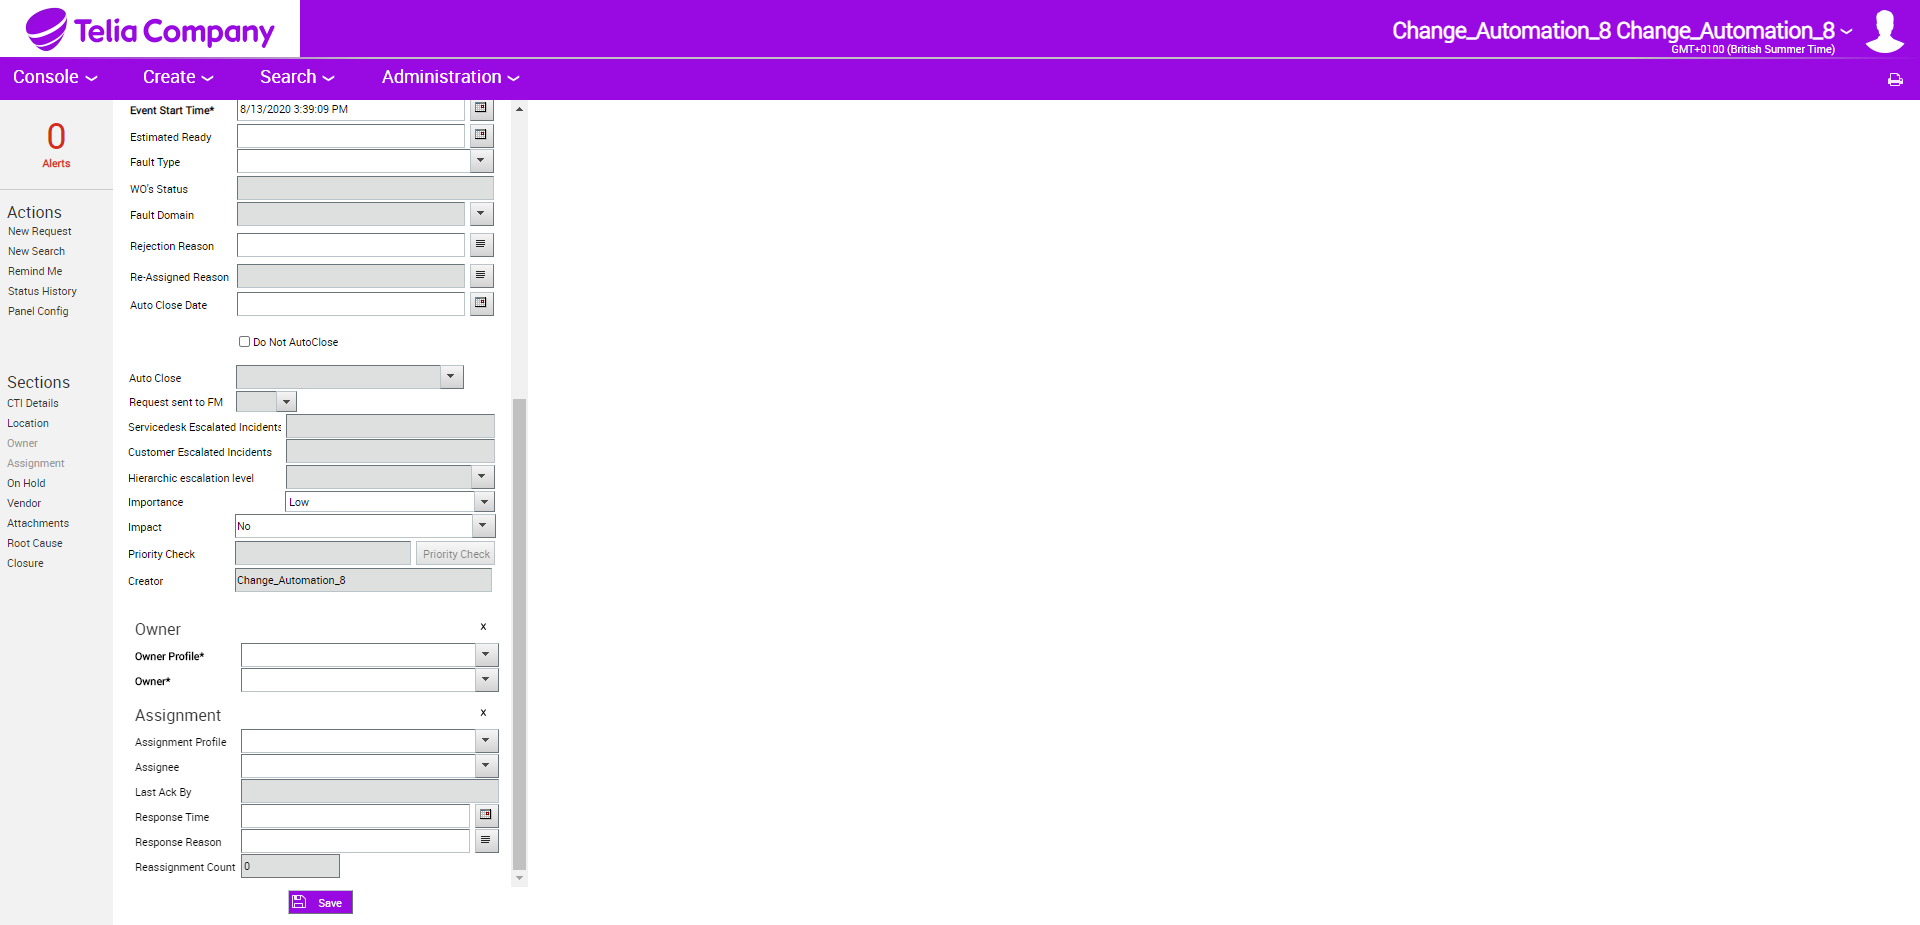 Telia Company
Change_Automation_8 Change_Automation_8
GMT+0100 (British Summer Time)
Console
Create
Search
Administration
0
Alerts
Actions
New Request
New Search
Remind Me
Status History
Panel Config
Sections
CTI Details
Location
Owner
Assignment
On Hold
Vendor
Attachments
Root Cause
Closure
Event Start Time* 8/13/2020 3:39:09 PM
Estimated Ready
Fault Type
WO's Status
Fault Domain
Rejection Reason
Re-Assigned Reason
Auto Close Date
Do Not AutoClose
Auto Close
Request sent to FM
Servicedesk Escalated Incidents
Customer Escalated Incidents
Hierarchic escalation level
Importance Low
Impact No
Priority Check Priority Check
Creator Change_Automation_8
Owner x
Owner Profile*
Owner*
Assignment x
Assignment Profile
Assignee
Last Ack By
Response Time
Response Reason
Reassignment Count 0
Save